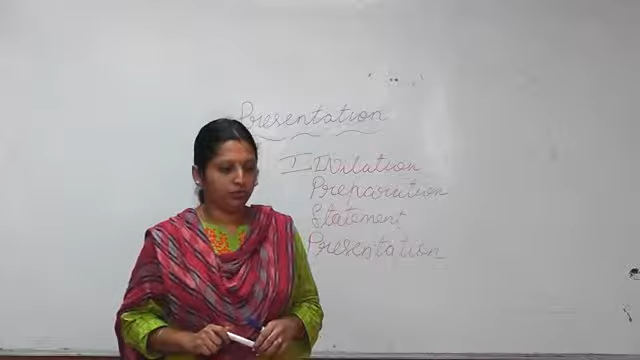 Presentation
I Dilation
Preparation
Statement
Presentation